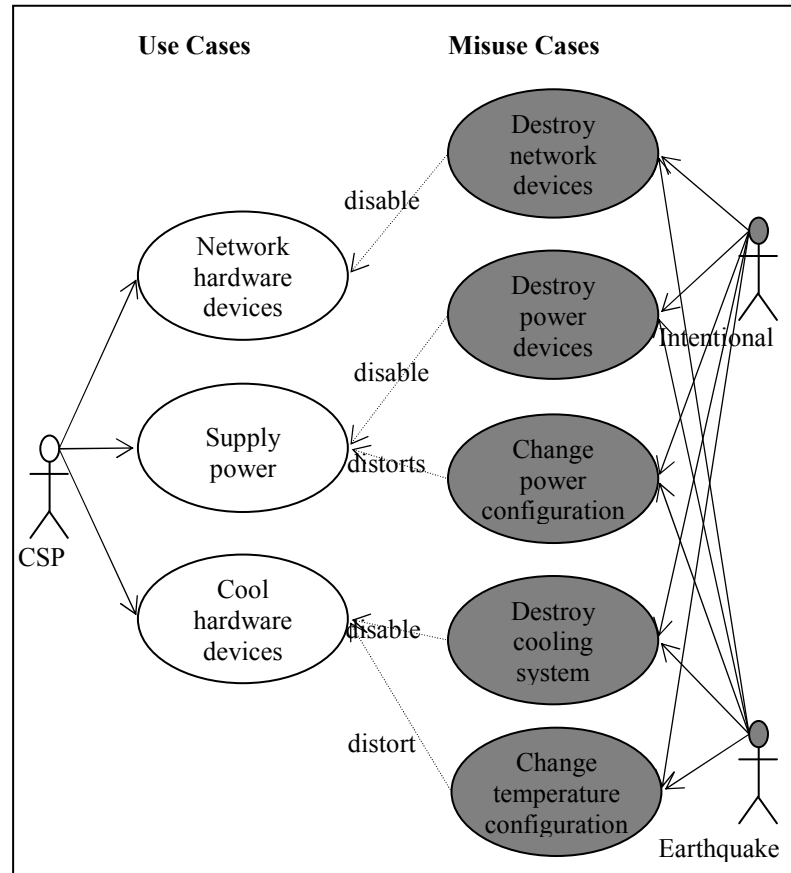 Use Cases
Misuse Cases
Destroy
network
devices
disable
Network
hardware
devices
Destroy
power
devices
Intentional
disable
Supply
power
distorts
Change
power
configuration
CSP
Cool
hardware
devices
disable
Destroy
cooling
system
distort
Change
temperature
configuration
Earthquake